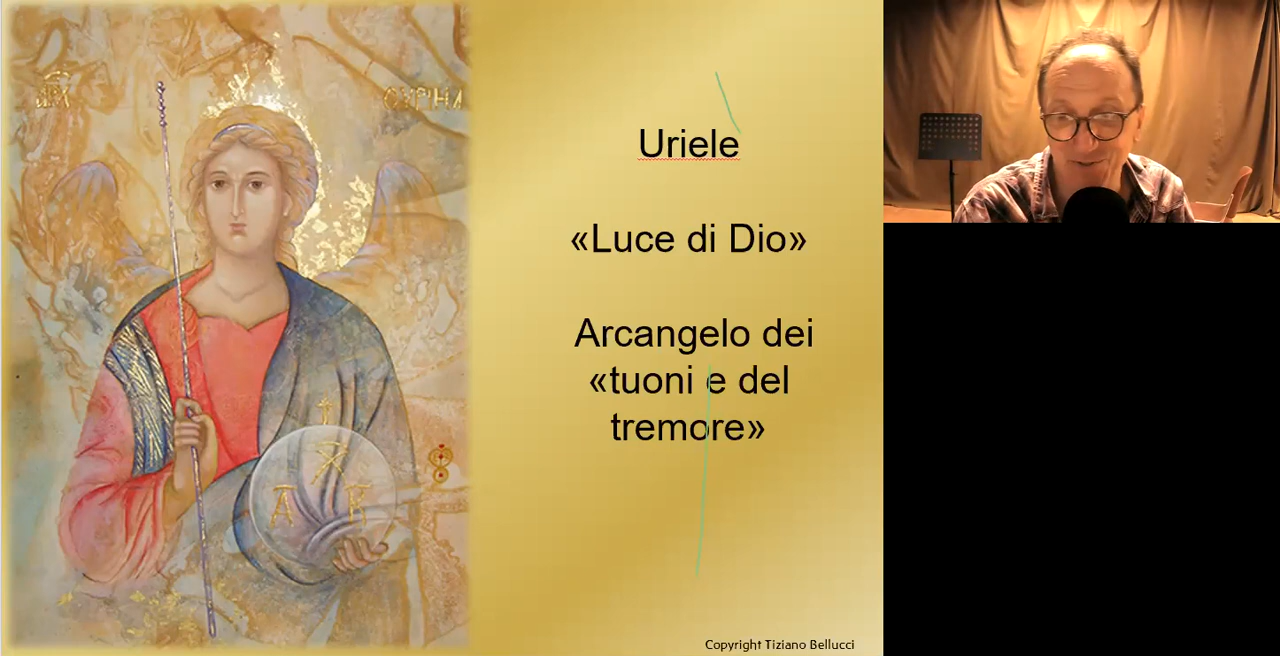 Uriele
«Luce di Dio»
Arcangelo dei
«tuoni e del
tremore»
Copyright Tiziano Bellucci